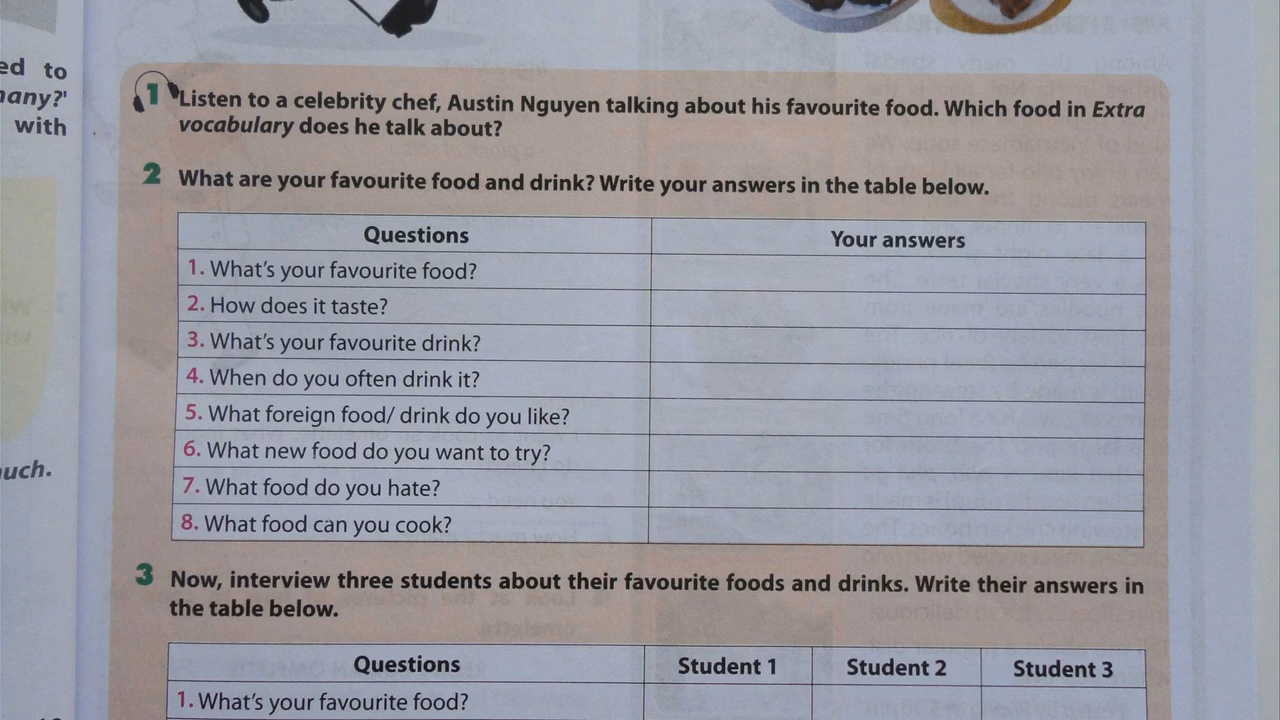 ed to
many?'
with
uch.
1 Listen to a celebrity chef, Austin Nguyen talking about his favourite food. Which food in Extra
vocabulary does he talk about?
2 What are your favourite food and drink? Write your answers in the table below.
Questions Your answers
1. What's your favourite food?
2. How does it taste?
3. What's your favourite drink?
4. When do you often drink it?
5. What foreign food/ drink do you like?
6. What new food do you want to try?
7. What food do you hate?
8. What food can you cook?
3 Now, interview three students about their favourite foods and drinks. Write their answers in
the table below.
Questions Student 1 Student 2 Student 3
1. What's your favourite food?